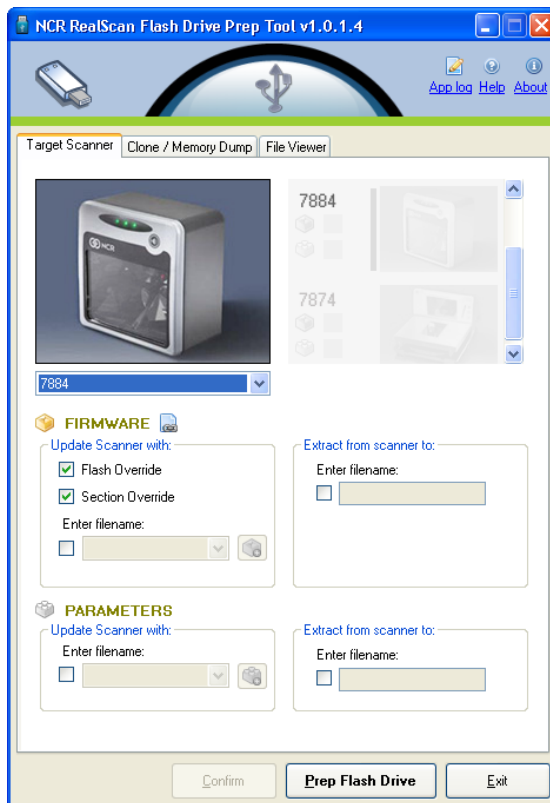 NCR RealScan Flash Drive Prep Tool v1.0.1.4
App log Help About
Target Scanner Clone / Memory Dump File Viewer
NCR
7884
7874
7884
FIRMWARE
Update Scanner with:
Flash Override
Section Override
Enter filename:
Extract from scanner to:
Enter filename:
PARAMETERS
Update Scanner with:
Enter filename:
Extract from scanner to:
Enter filename:
Confirm Prep Flash Drive Exit